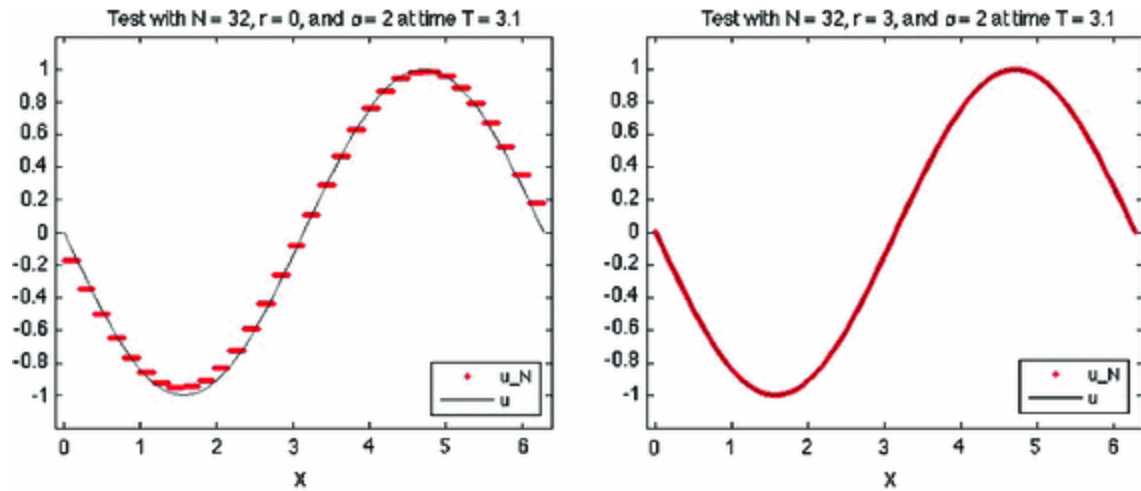 Test with N = 32, r = 0, and σ = 2 at time T = 3.1
1
0.8
0.6
0.4
0.2
0
-0.2
-0.4
-0.6
-0.8
-1
0 1 2 3 4 5 6
X
u_N
u
Test with N = 32, r = 3, and σ = 2 at time T = 3.1
1
0.8
0.6
0.4
0.2
0
-0.2
-0.4
-0.6
-0.8
-1
0 1 2 3 4 5 6
X
u_N
u